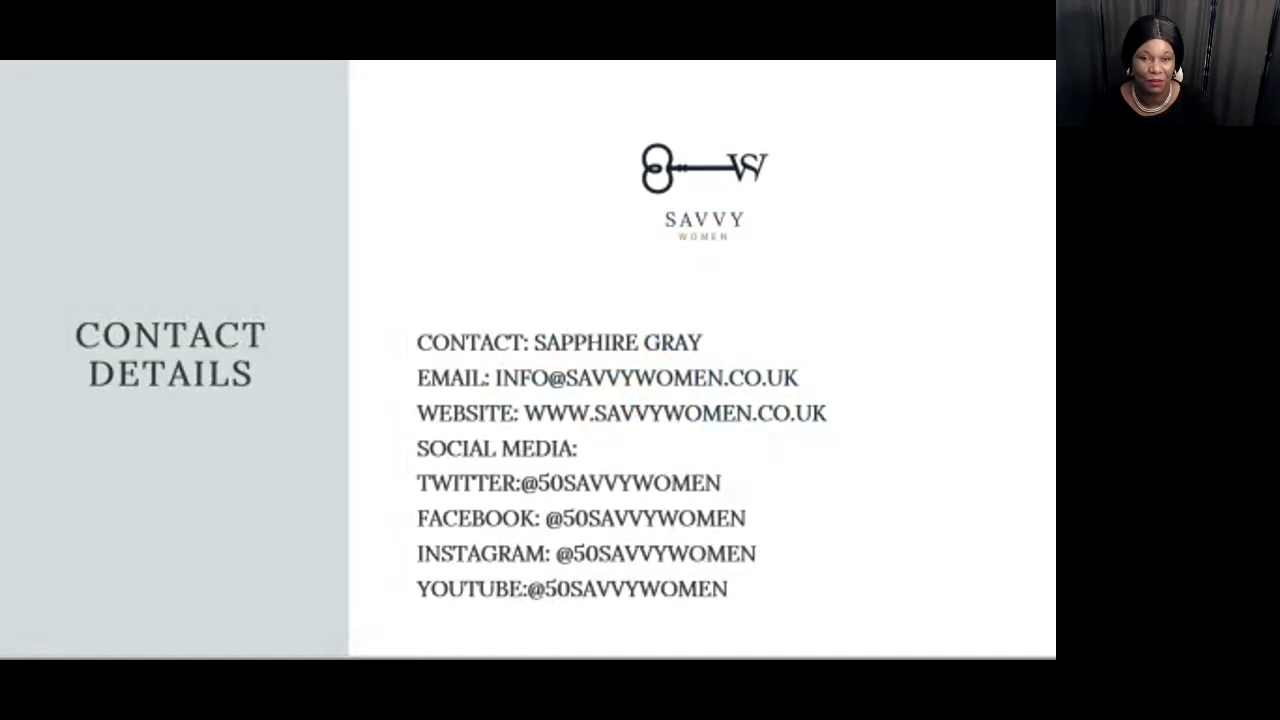 SW
SAVVY
WOMEN
CONTACT
DETAILS
CONTACT: SAPPHIRE GRAY
EMAIL: INFO@SAVVYWOMEN.CO.UK
WEBSITE: WWW.SAVVYWOMEN.CO.UK
SOCIAL MEDIA:
TWITTER:@50SAVVYWOMEN
FACEBOOK: @50SAVVYWOMEN
INSTAGRAM: @50SAVVYWOMEN
YOUTUBE:@50SAVVYWOMEN